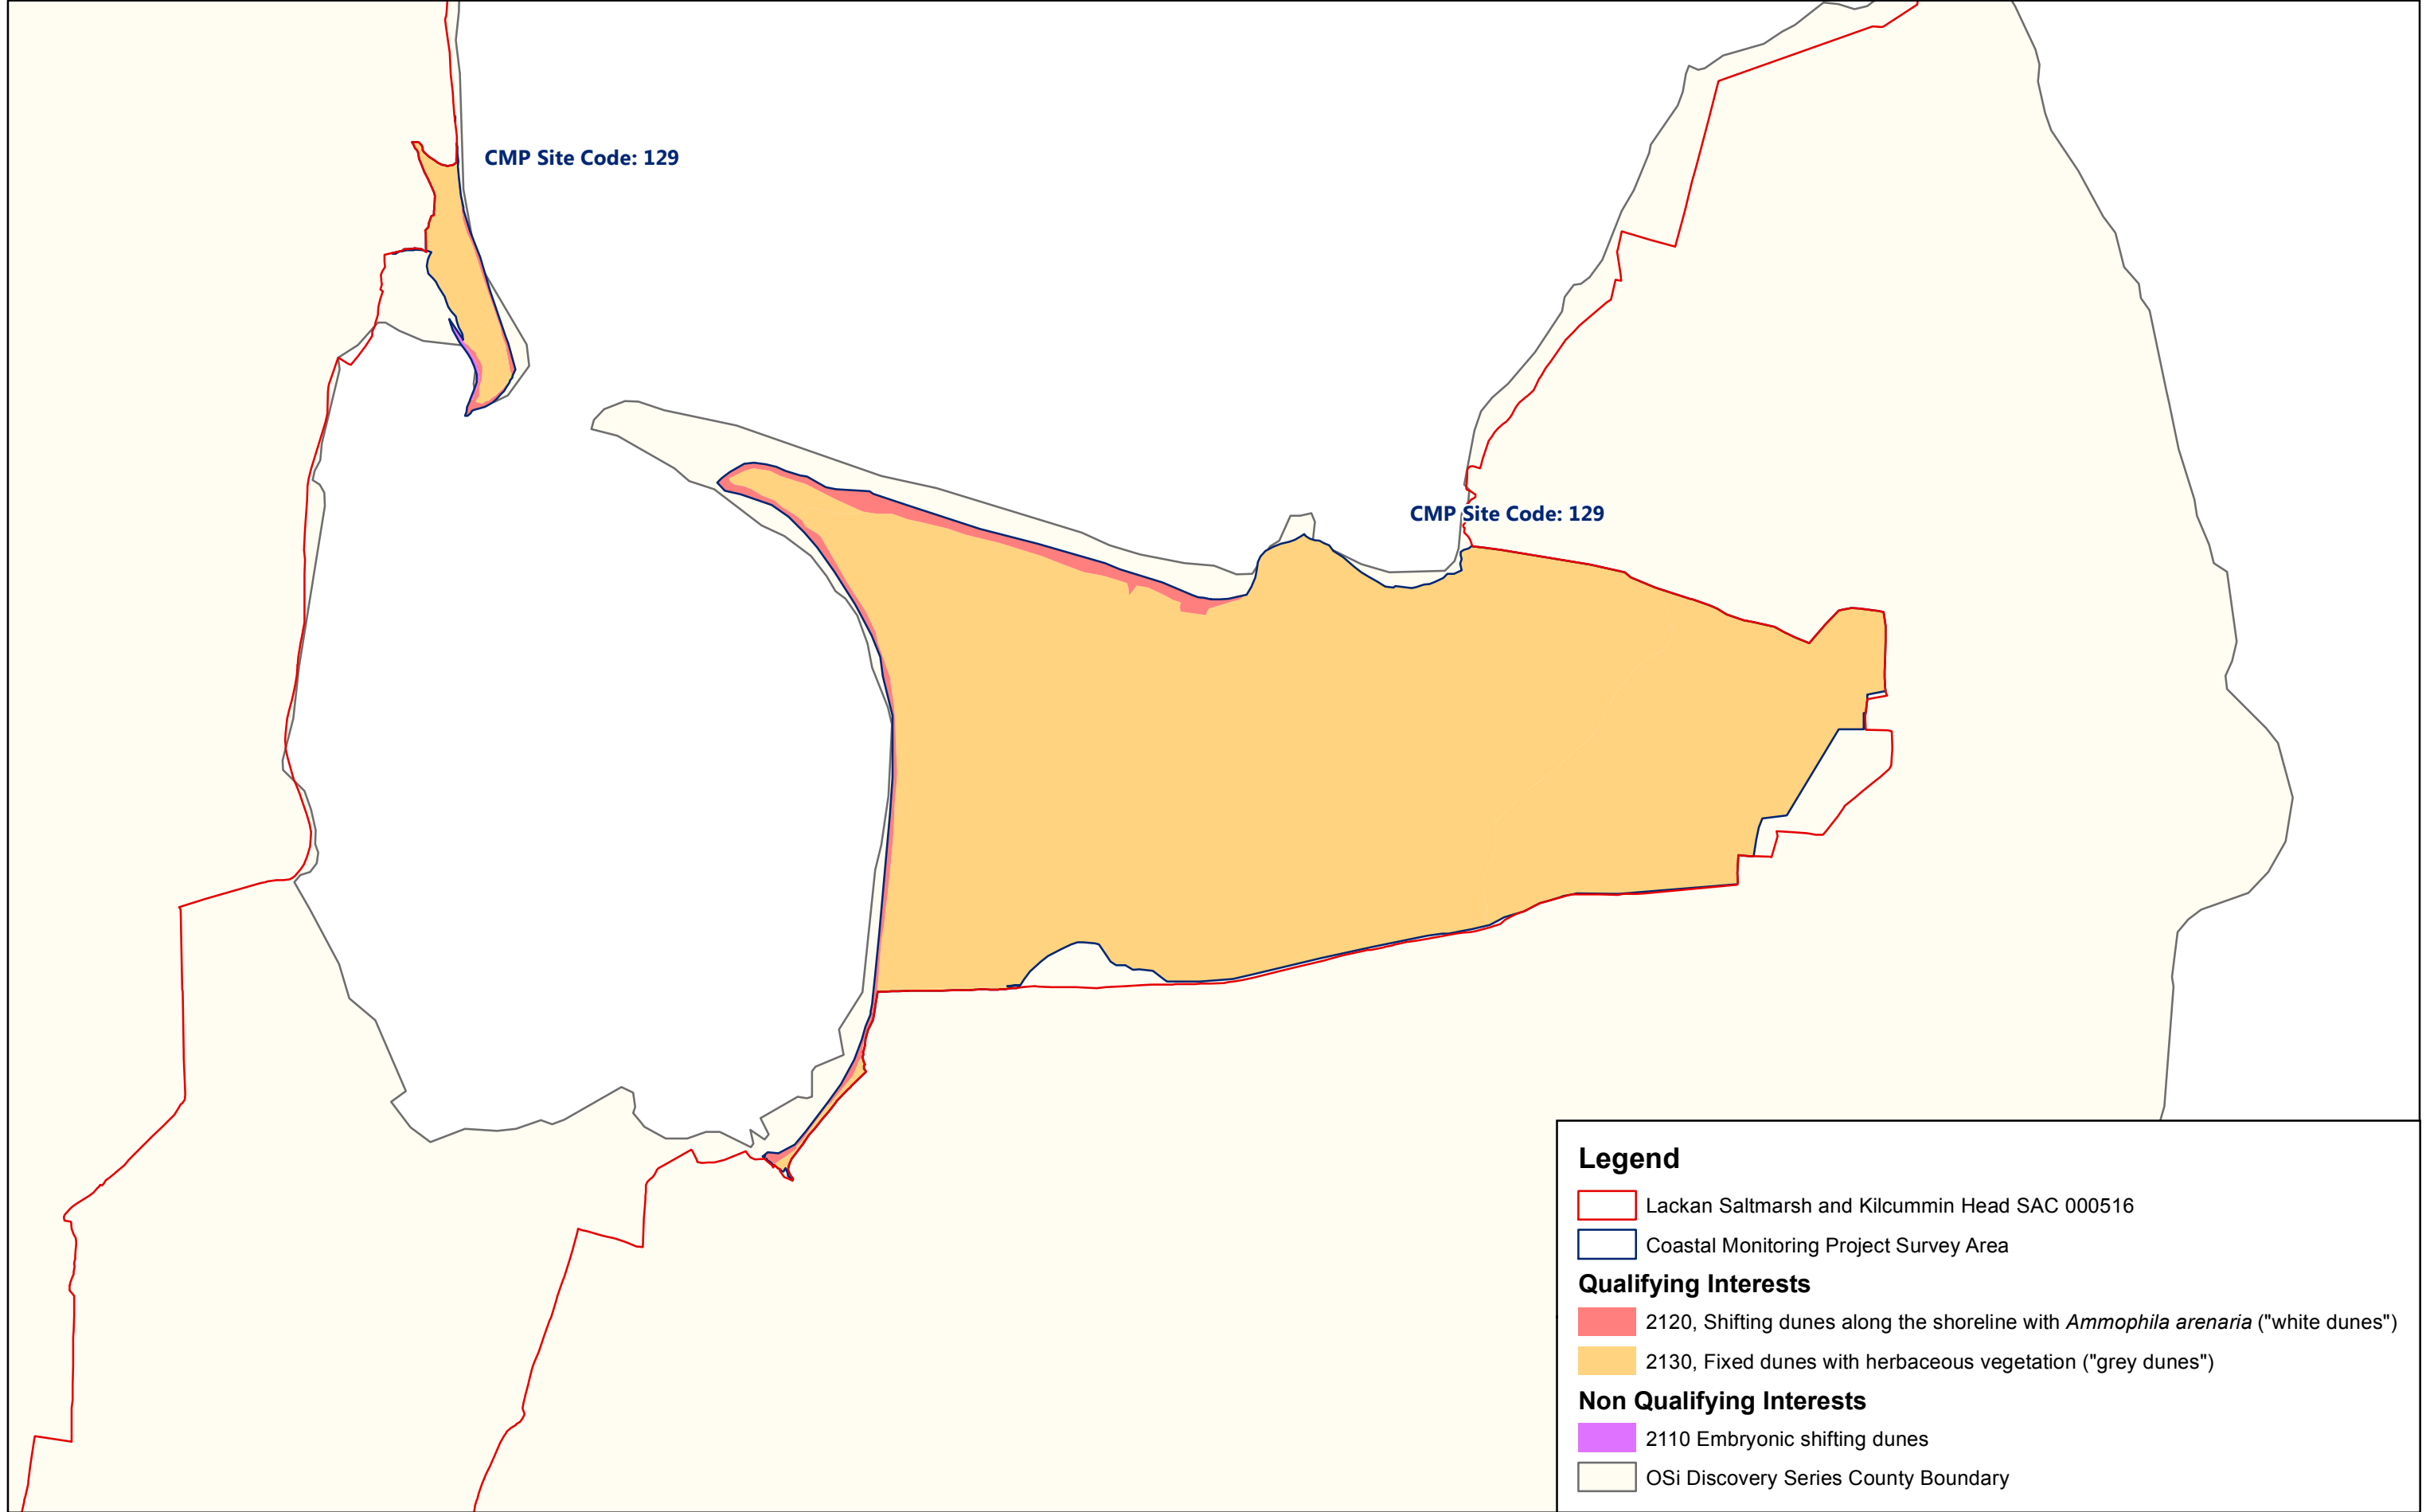 CMP Site Code: 129
CMP Site Code: 129
Legend
Lackan Saltmarsh and Kilcummin Head SAC 000516
Coastal Monitoring Project Survey Area
Qualifying Interests
2120, Shifting dunes along the shoreline with Ammophila arenaria ("white dunes")
2130, Fixed dunes with herbaceous vegetation ("grey dunes")
Non Qualifying Interests
2110 Embryonic shifting dunes
OSi Discovery Series County Boundary